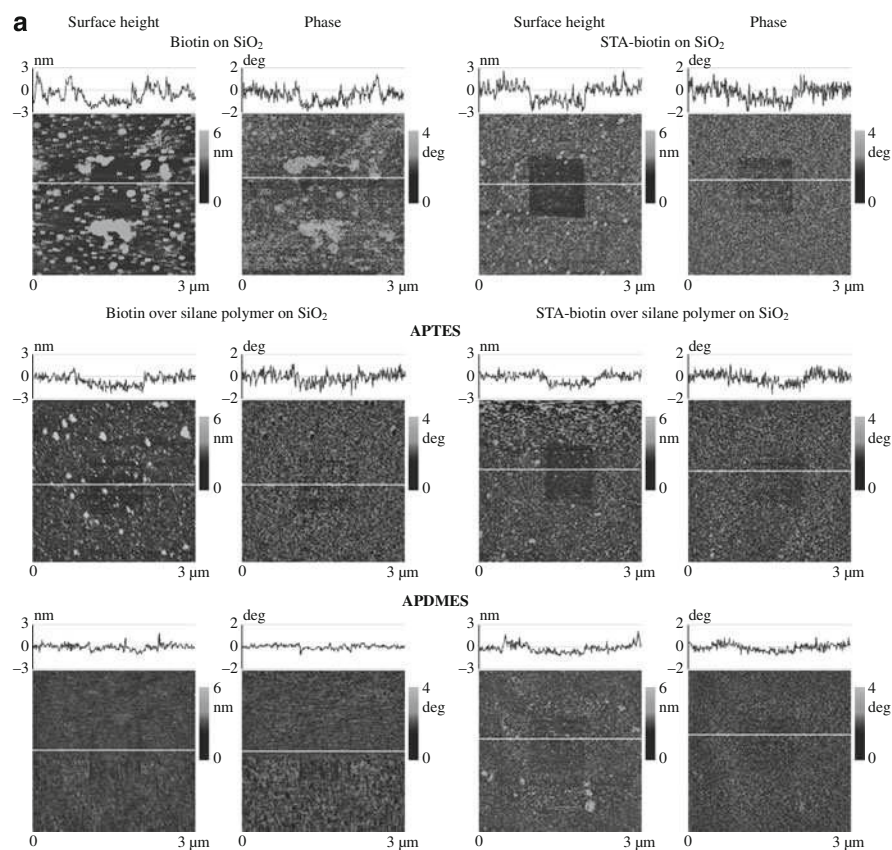 a
Surface height Phase Surface height Phase
Biotin on SiO₂ STA-biotin on SiO₂
nm deg nm deg
3 2 3 2
0 0 0 0
−3 −2 −3 −2
6 4 6 4
nm deg nm deg
0 0 0 0
0 3 μm 0 3 μm 0 3 μm 0 3 μm
Biotin over silane polymer on SiO₂ STA-biotin over silane polymer on SiO₂
APTES
nm deg nm deg
3 2 3 2
0 0 0 0
−3 −2 −3 −2
6 4 6 4
nm deg nm deg
0 0 0 0
0 3 μm 0 3 μm 0 3 μm 0 3 μm
APDMES
nm deg nm deg
3 2 3 2
0 0 0 0
−3 −2 −3 −2
6 4 6 4
nm deg nm deg
0 0 0 0
0 3 μm 0 3 μm 0 3 μm 0 3 μm